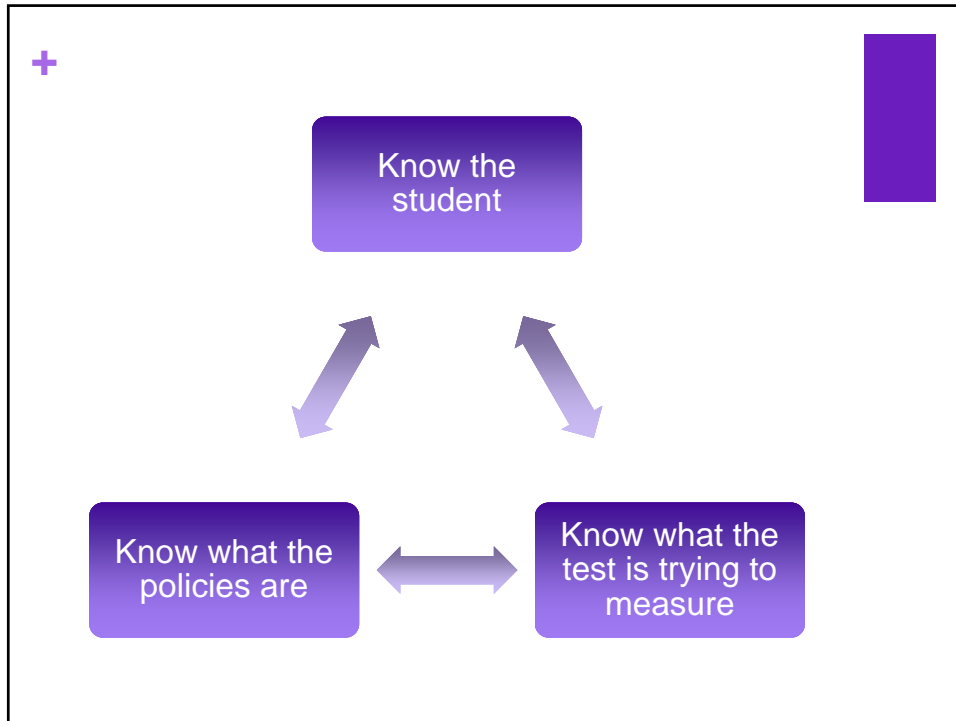 +
Know the
student
Know what the
policies are
Know what the
test is trying to
measure